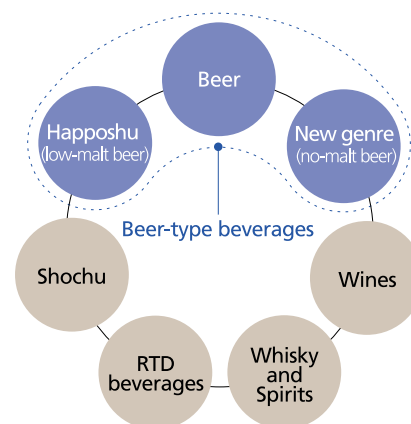 Beer
Happoshu
(low-malt beer)
New genre
(no-malt beer)
Beer-type beverages
Shochu
Wines
RTD
beverages
Whisky
and
Spirits